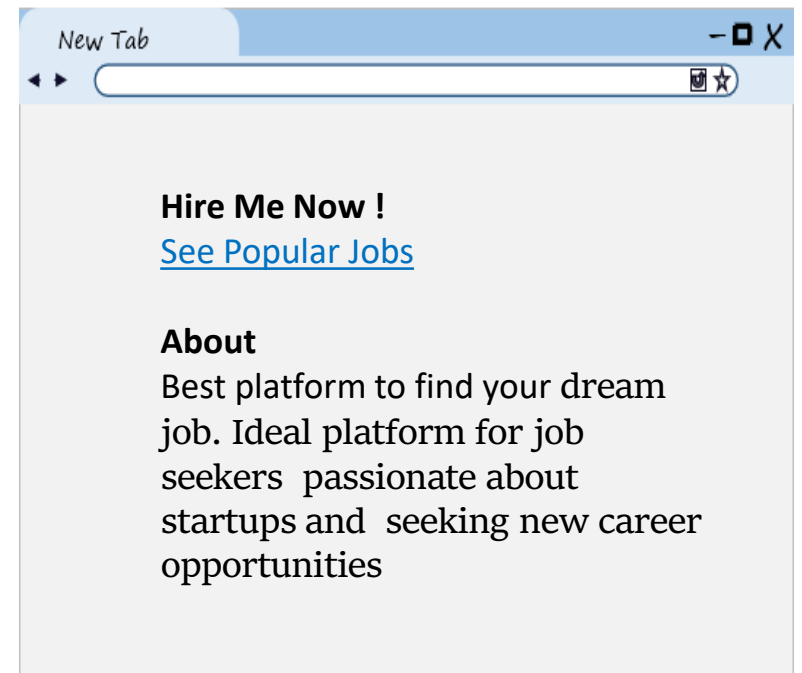 New Tab
Hire Me Now !
See Popular Jobs
About
Best platform to find your dream
job. Ideal platform for job
seekers  passionate about
startups and  seeking new career
opportunities